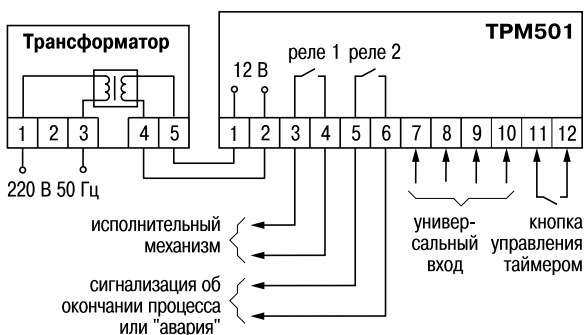 Трансформатор
ТРМ501
реле 1 реле 2
12 В
1 2 3 4 5
1 2 3 4 5 6 7 8 9 10 11 12
220 В 50 Гц
исполнительный
механизм
универ-
сальный
вход
кнопка
управления
таймером
сигнализация об
окончании процесса
или "авария"